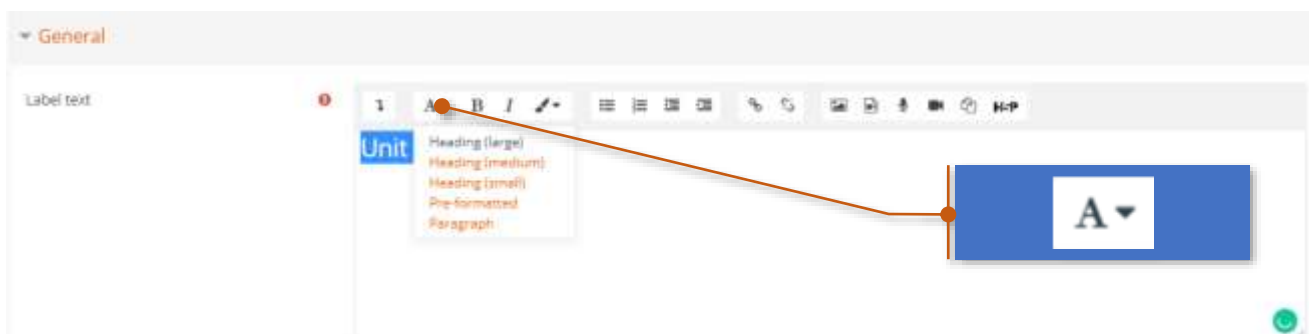 General
Label text
A B I H-P
Unit
Heading (large)
Heading (medium)
Heading (small)
Pre-formatted
Paragraph
A